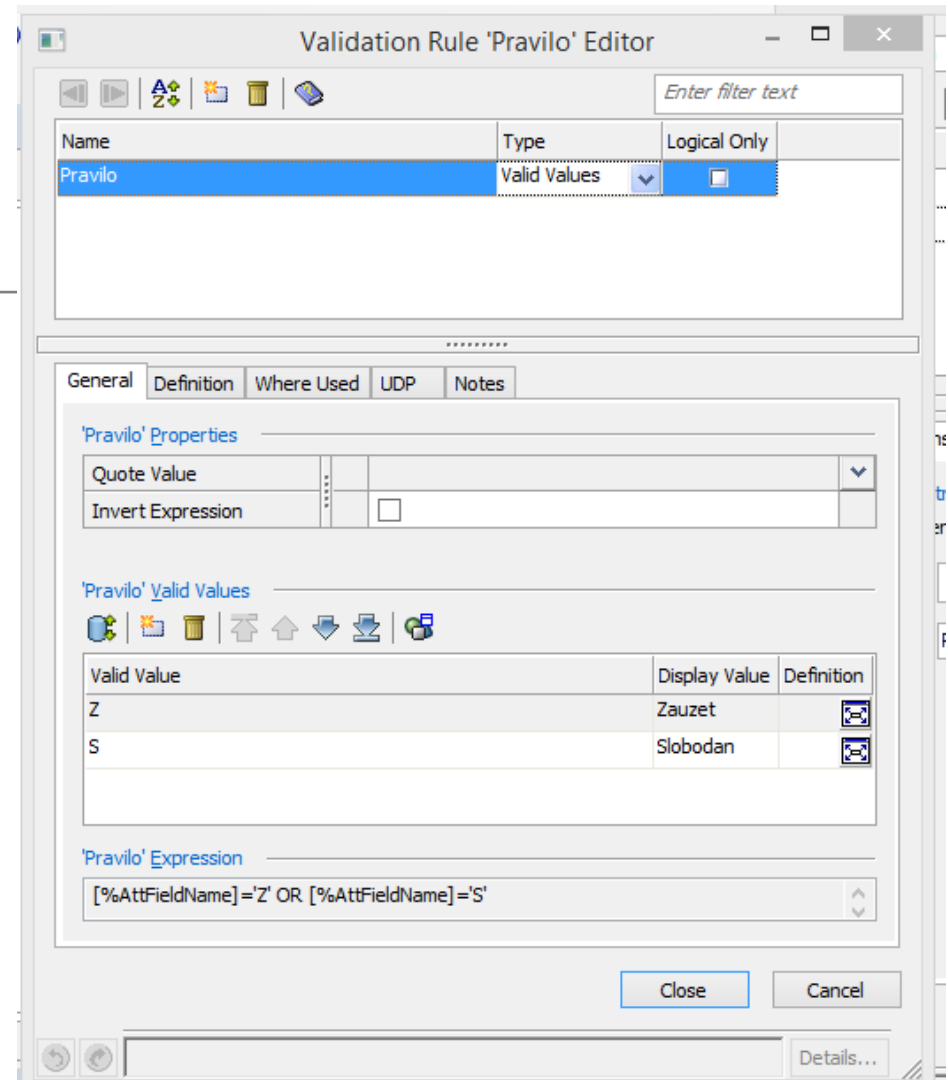 Validation Rule 'Pravilo' Editor
Enter filter text
Name Type Logical Only
Pravilo Valid Values
General Definition Where Used UDP Notes
'Pravilo' Properties
Quote Value
Invert Expression
'Pravilo' Valid Values
Valid Value Display Value Definition
Z Zauzet
S Slobodan
'Pravilo' Expression
[%AttFieldName]='Z' OR [%AttFieldName]='S'
Close Cancel
Details...